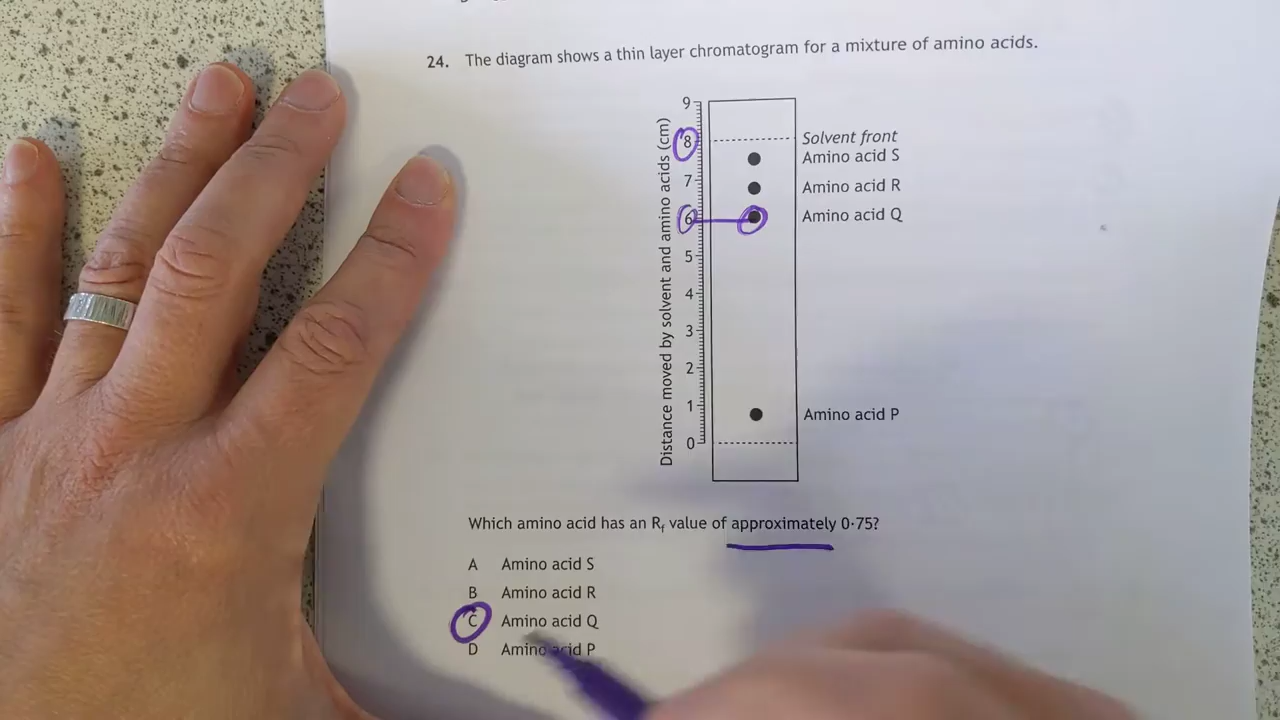 24. The diagram shows a thin layer chromatogram for a mixture of amino acids.
Distance moved by solvent and amino acids (cm)
9
8
7
6
5
4
3
2
1
0
Solvent front
Amino acid S
Amino acid R
Amino acid Q
Amino acid P
Which amino acid has an Rf value of approximately 0·75?
A Amino acid S
B Amino acid R
C Amino acid Q
D Amino acid P